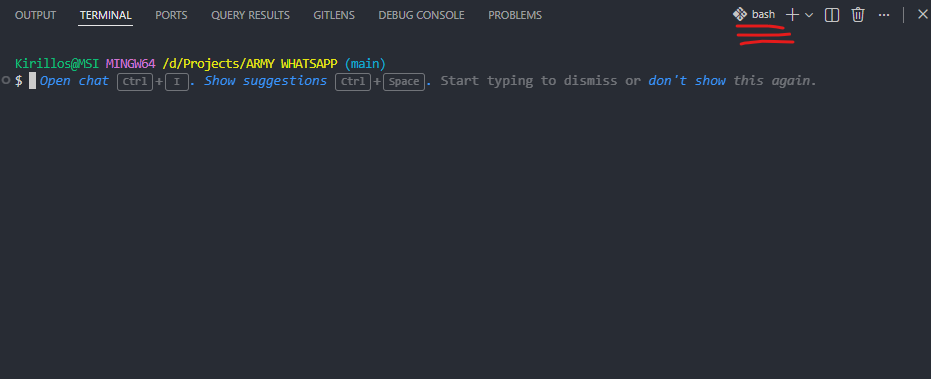 OUTPUT TERMINAL PORTS QUERY RESULTS GITLENS DEBUG CONSOLE PROBLEMS bash
Kirillos@MSI MINGW64 /d/Projects/ARMY WHATSAPP (main)
$ Open chat Ctrl+I. Show suggestions Ctrl+Space. Start typing to dismiss or don't show this again.